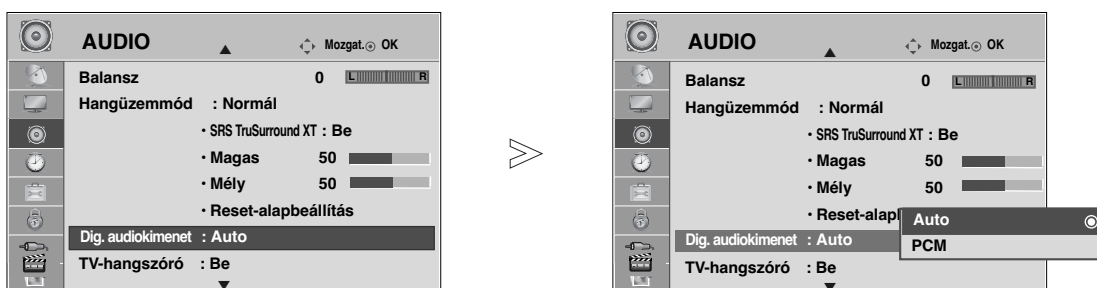 AUDIO Mozgat. OK
Balansz 0 L R
Hangüzemmód : Normál
• SRS TruSurround XT : Be
• Magas 50
• Mély 50
• Reset-alapbeállítás
Dig. audiokimenet : Auto
TV-hangszóró : Be
AUDIO Mozgat. OK
Balansz 0 L R
Hangüzemmód : Normál
• SRS TruSurround XT : Be
• Magas 50
• Mély 50
• Reset-alap
Auto
Dig. audiokimenet : Auto
PCM
TV-hangszóró : Be